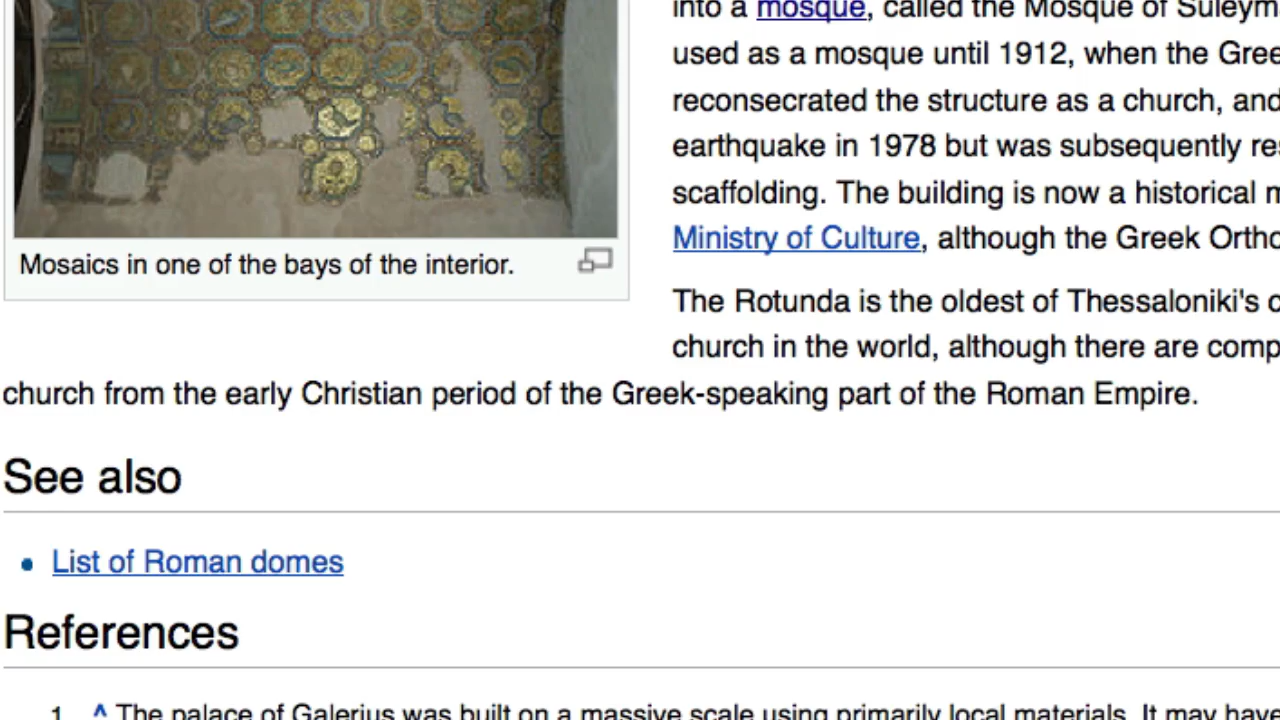 into a mosque, called the Mosque of
used as a mosque until 1912, when the
reconsecrated the structure as a church, and
earthquake in 1978 but was subsequently
scaffolding. The building is now a historical
Ministry of Culture, although the Greek
Mosaics in one of the bays of the interior.
The Rotunda is the oldest of Thessaloniki's
church in the world, although there are
church from the early Christian period of the Greek-speaking part of the Roman Empire.
See also
• List of Roman domes
References
1. ^ The palace of Galerius was built on a massive scale using primarily local materials. It may have